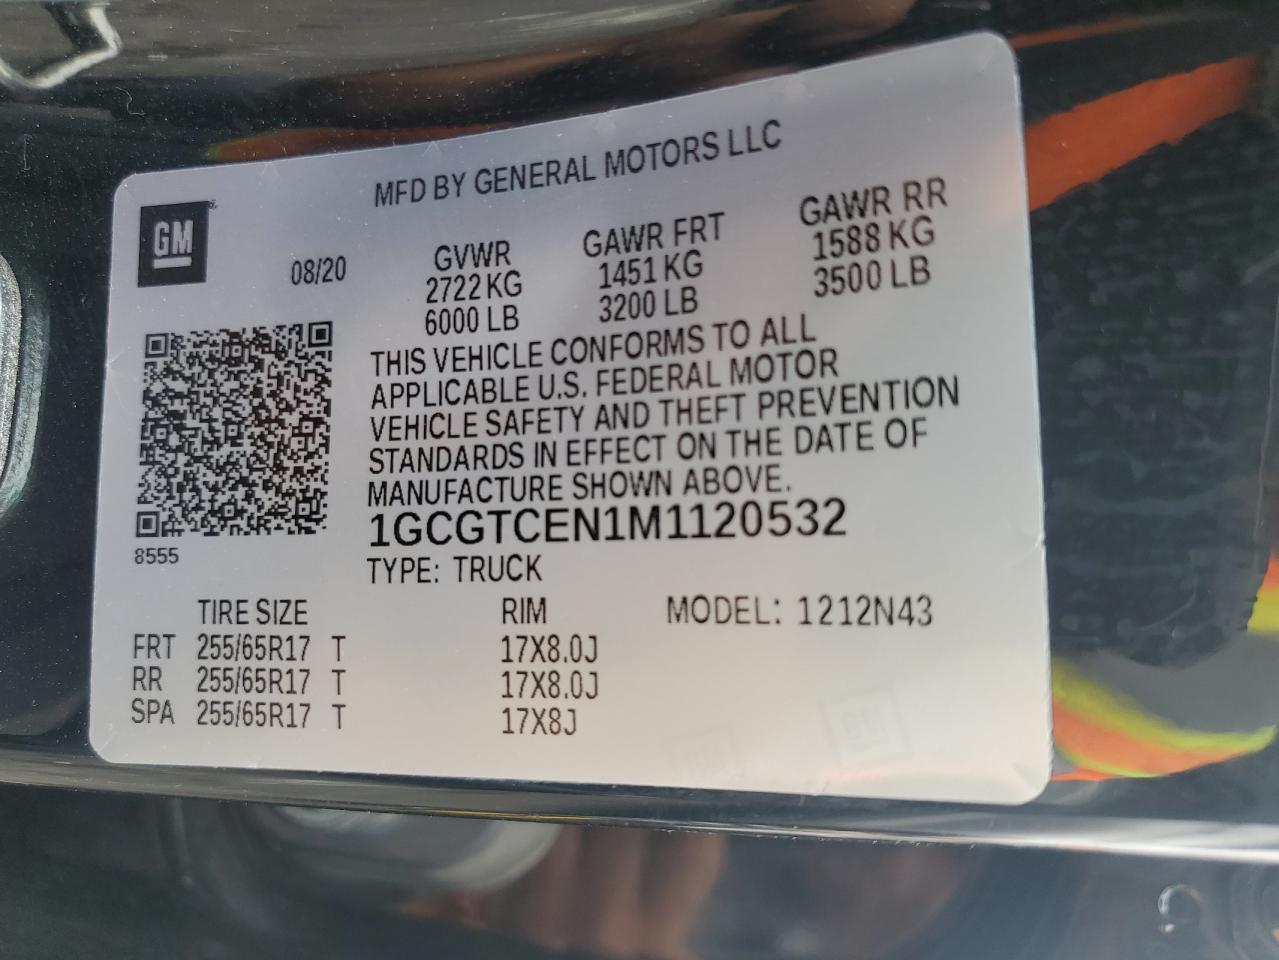 MFD BY GENERAL MOTORS LLC
GM
08/20
GVWR
2722 KG
6000 LB
GAWR FRT
1451 KG
3200 LB
GAWR RR
1588 KG
3500 LB
THIS VEHICLE CONFORMS TO ALL
APPLICABLE U.S. FEDERAL MOTOR
VEHICLE SAFETY AND THEFT PREVENTION
STANDARDS IN EFFECT ON THE DATE OF
MANUFACTURE SHOWN ABOVE.
8555
1GCGTCEN1M1120532
TYPE: TRUCK
TIRE SIZE RIM MODEL: 1212N43
FRT 255/65R17 T 17X8.0J
RR 255/65R17 T 17X8.0J
SPA 255/65R17 T 17X8J
GM GM